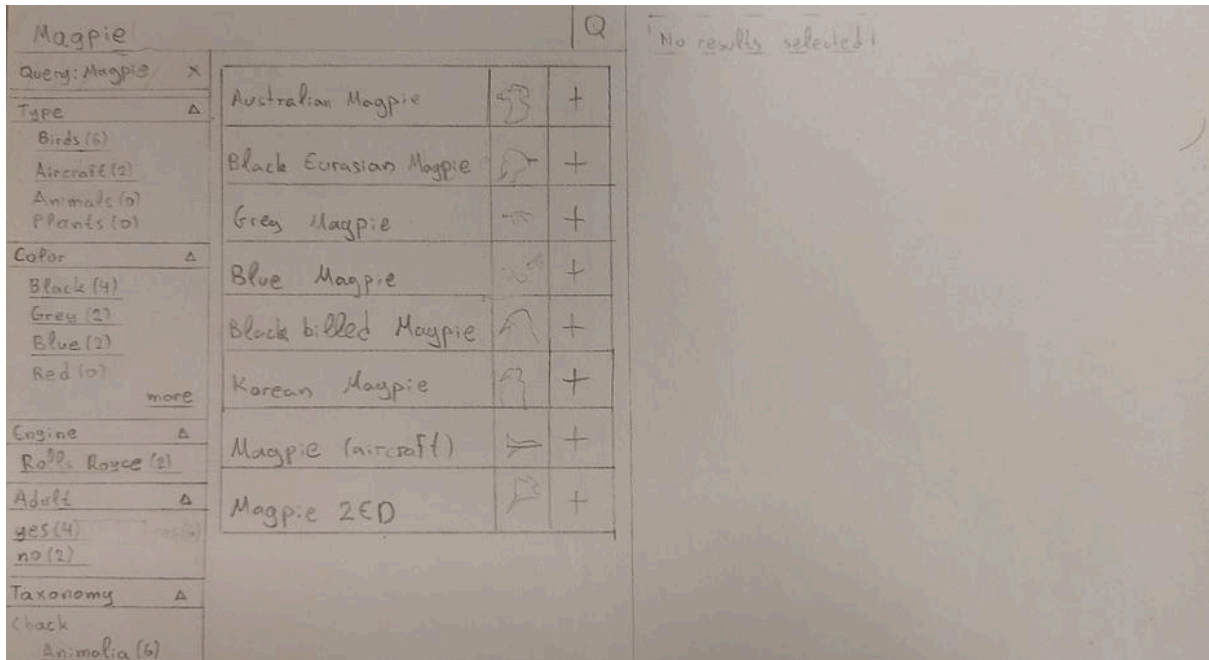 Magpie
Q
Query: Magpie x
Type
Birds (6)
Aircraft (2)
Animals (0)
Plants (0)
Color
Black (4)
Grey (2)
Blue (2)
Red (0)
more
Engine
Rolls Royce (2)
Adult
yes (4)
no (2)
Taxonomy
< back
Animalia (6)
Australian Magpie +
Black Eurasian Magpie +
Grey Magpie +
Blue Magpie +
Black billed Magpie +
Korean Magpie +
Magpie (aircraft) +
Magpie 2ED +
No results selected!